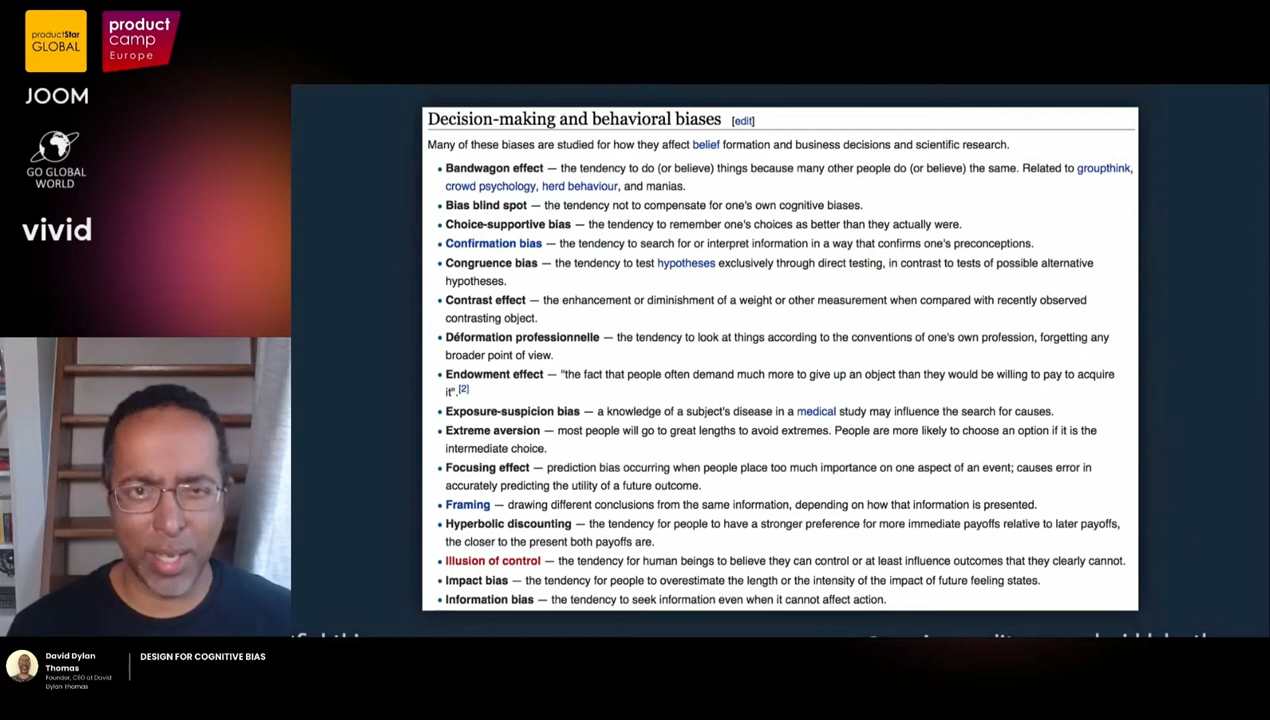 productStar
GLOBAL
product
camp
Europe
JOOM
GO GLOBAL
WORLD
vivid
Decision-making and behavioral biases [edit]
Many of these biases are studied for how they affect belief formation and business decisions and scientific research.
• Bandwagon effect — the tendency to do (or believe) things because many other people do (or believe) the same. Related to groupthink,
crowd psychology, herd behaviour, and manias.
• Bias blind spot — the tendency not to compensate for one's own cognitive biases.
• Choice-supportive bias — the tendency to remember one's choices as better than they actually were.
• Confirmation bias — the tendency to search for or interpret information in a way that confirms one's preconceptions.
• Congruence bias — the tendency to test hypotheses exclusively through direct testing, in contrast to tests of possible alternative
hypotheses.
• Contrast effect — the enhancement or diminishment of a weight or other measurement when compared with recently observed
contrasting object.
• Déformation professionnelle — the tendency to look at things according to the conventions of one's own profession, forgetting any
broader point of view.
• Endowment effect — "the fact that people often demand much more to give up an object than they would be willing to pay to acquire
it".[2]
• Exposure-suspicion bias — a knowledge of a subject's disease in a medical study may influence the search for causes.
• Extreme aversion — most people will go to great lengths to avoid extremes. People are more likely to choose an option if it is the
intermediate choice.
• Focusing effect — prediction bias occurring when people place too much importance on one aspect of an event; causes error in
accurately predicting the utility of a future outcome.
• Framing — drawing different conclusions from the same information, depending on how that information is presented.
• Hyperbolic discounting — the tendency for people to have a stronger preference for more immediate payoffs relative to later payoffs,
the closer to the present both payoffs are.
• Illusion of control — the tendency for human beings to believe they can control or at least influence outcomes that they clearly cannot.
• Impact bias — the tendency for people to overestimate the length or the intensity of the impact of future feeling states.
• Information bias — the tendency to seek information even when it cannot affect action.
David Dylan
Thomas
Founder, CEO at David
Dylan Thomas
DESIGN FOR COGNITIVE BIAS